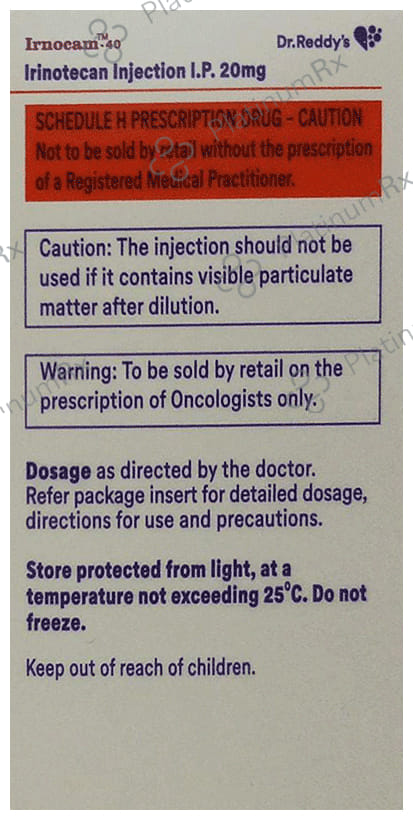 Irnocam™-40
Dr.Reddy's
Irinotecan Injection I.P. 20mg
SCHEDULE H PRESCRIPTION DRUG - CAUTION
Not to be sold by retail without the prescription
of a Registered Medical Practitioner.
Caution: The injection should not be
used if it contains visible particulate
matter after dilution.
Warning: To be sold by retail on the
prescription of Oncologists only.
Dosage as directed by the doctor.
Refer package insert for detailed dosage,
directions for use and precautions.
Store protected from light, at a
temperature not exceeding 25°C. Do not
freeze.
Keep out of reach of children.
PlatinumRx
PlatinumRx